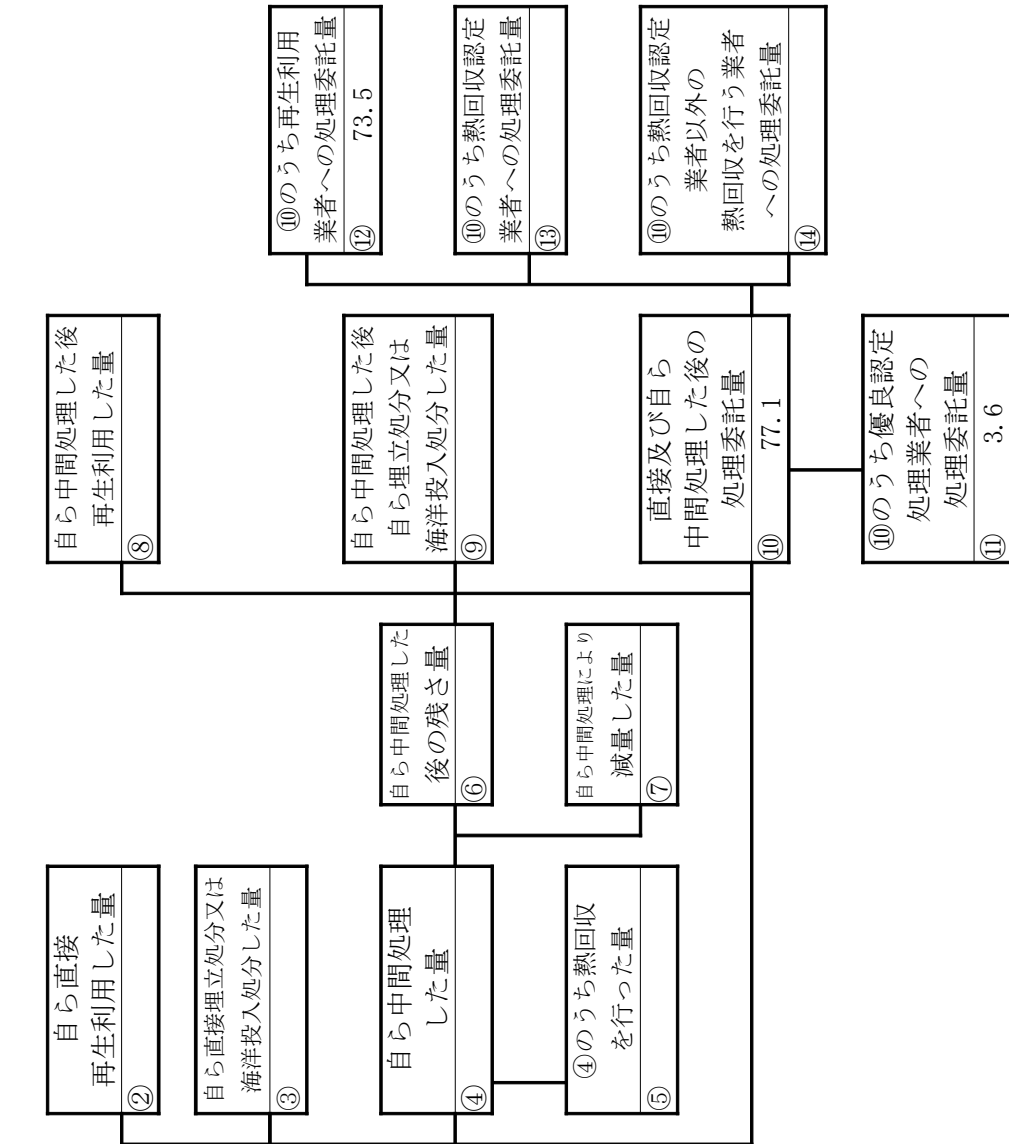 自ら直接
再生利用した量
②
自ら直接埋立処分又は
海洋投入処分した量
③
自ら中間処理
した量
④
④のうち熱回収
を行った量
⑤
自ら中間処理した
後の残さ量
⑥
自ら中間処理により
減量した量
⑦
自ら中間処理した後
再生利用した量
⑧
自ら中間処理した後
自ら埋立処分又は
海洋投入処分した量
⑨
直接及び自ら
中間処理した後の
処理委託量
⑩ 77.1
⑩のうち優良認定
処理業者への
処理委託量
⑪ 3.6
⑩のうち再生利用
業者への処理委託量
⑫ 73.5
⑩のうち熱回収認定
業者への処理委託量
⑬
⑩のうち熱回収認定
業者以外の
熱回収を行う業者
への処理委託量
⑭